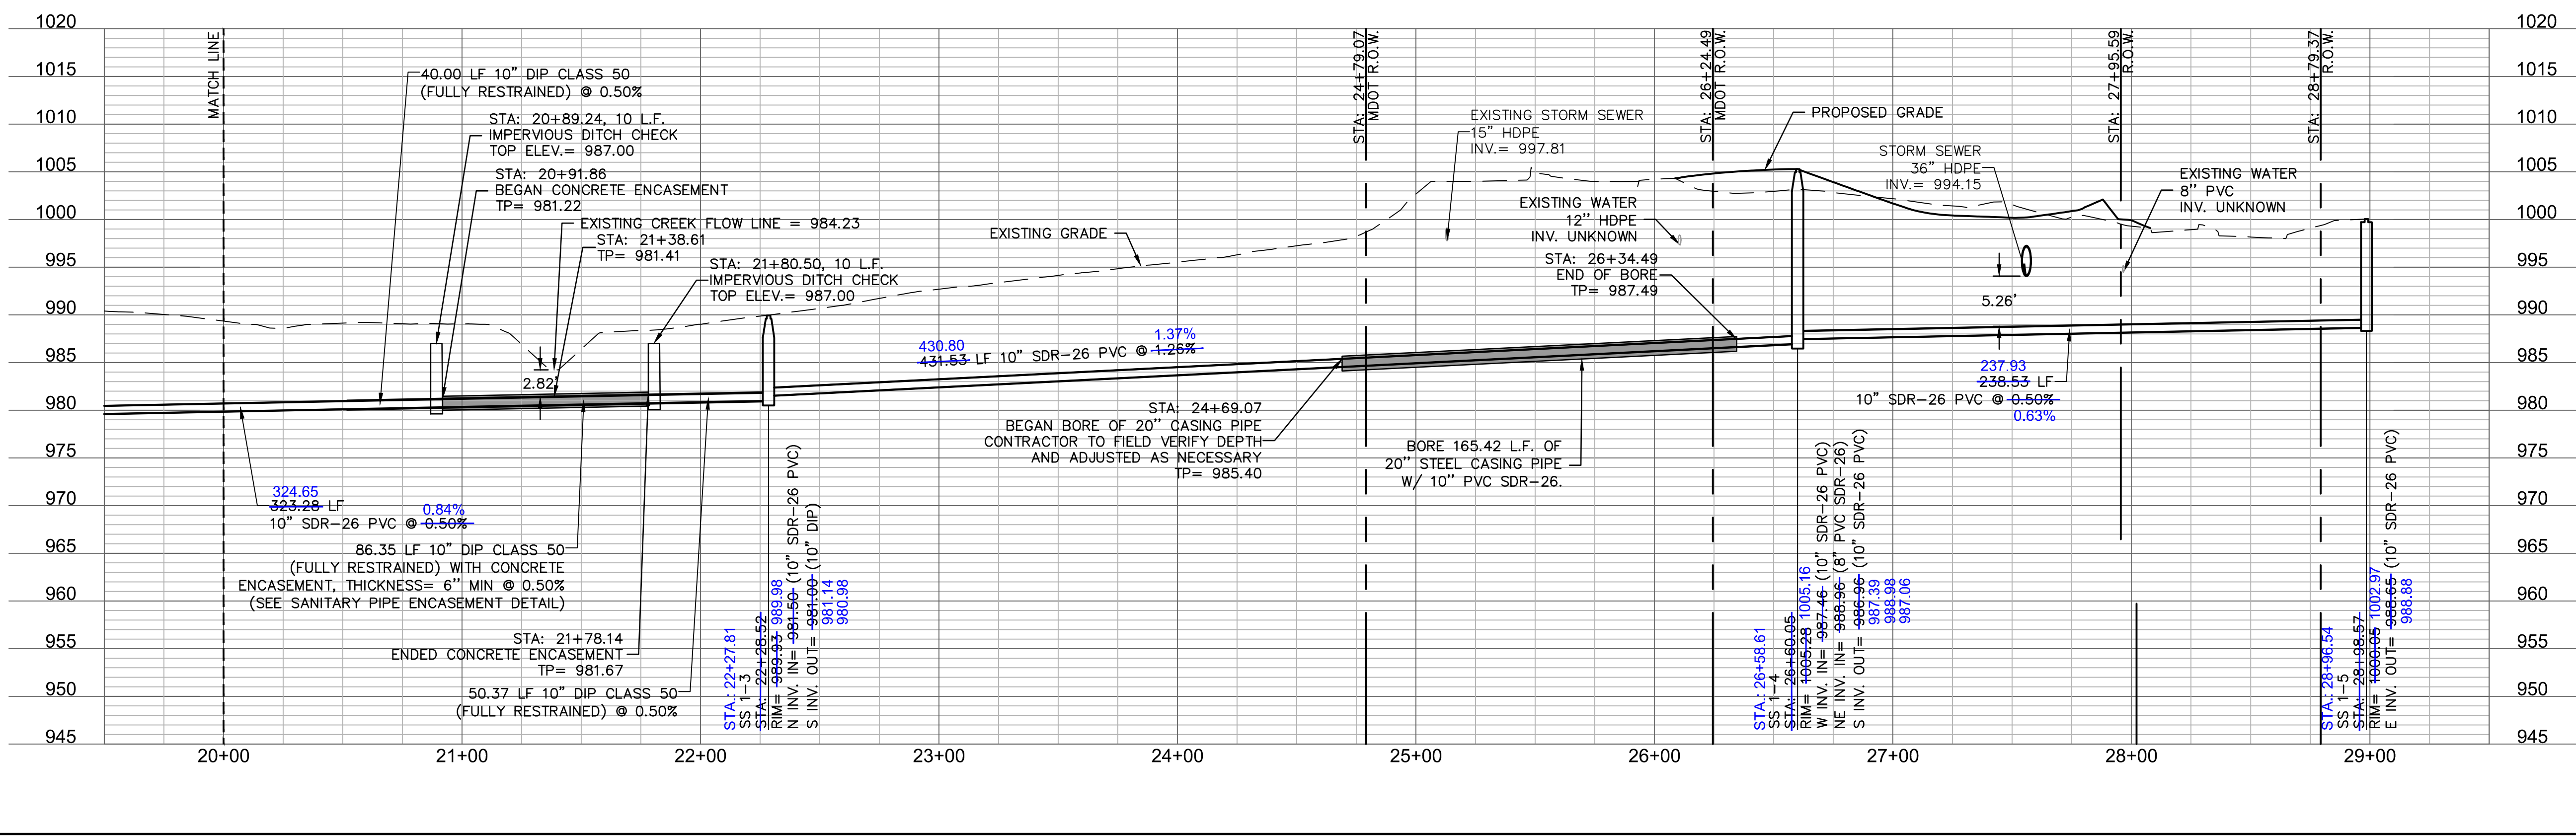 1020
1015
1010
1005
1000
995
990
985
980
975
970
965
960
955
950
945
MATCH LINE
40.00 LF 10" DIP CLASS 50
(FULLY RESTRAINED) @ 0.50%
STA: 20+89.24, 10 L.F.
IMPERVIOUS DITCH CHECK
TOP ELEV.= 987.00
STA: 20+91.86
BEGAN CONCRETE ENCASEMENT
TP= 981.22
EXISTING CREEK FLOW LINE = 984.23
STA: 21+38.61
TP= 981.41
STA: 21+80.50, 10 L.F.
IMPERVIOUS DITCH CHECK
TOP ELEV.= 987.00
2.82'
324.65
323.28 LF
0.84%
10" SDR-26 PVC @ 0.50%
86.35 LF 10" DIP CLASS 50
(FULLY RESTRAINED) WITH CONCRETE
ENCASEMENT, THICKNESS= 6" MIN @ 0.50%
(SEE SANITARY PIPE ENCASEMENT DETAIL)
STA: 21+78.14
ENDED CONCRETE ENCASEMENT
TP= 981.67
50.37 LF 10" DIP CLASS 50
(FULLY RESTRAINED) @ 0.50%
STA.: 22+27.81
SS 1-3
STA: 22+28.52
RIM= 989.93 989.98
N INV. IN= 981.50 (10" SDR-26 PVC)
S INV. OUT= 981.00 (10" DIP)
981.14
980.98
EXISTING GRADE
430.80
1.37%
431.53 LF 10" SDR-26 PVC @ 1.26%
STA: 24+69.07
BEGAN BORE OF 20" CASING PIPE
CONTRACTOR TO FIELD VERIFY DEPTH
AND ADJUSTED AS NECESSARY
TP= 985.40
STA: 24+79.07
MDOT R.O.W.
EXISTING STORM SEWER
15" HDPE
INV.= 997.81
EXISTING WATER
12" HDPE
INV. UNKNOWN
STA: 26+34.49
END OF BORE
TP= 987.49
BORE 165.42 L.F. OF
20" STEEL CASING PIPE
W/ 10" PVC SDR-26.
STA: 26+24.49
MDOT R.O.W.
PROPOSED GRADE
STA.: 26+58.61
SS 1-4
STA: 26+60.05
RIM= 1005.28 1005.16
W INV. IN= 987.46 (10" SDR-26 PVC)
NE INV. IN= 988.96 (8" PVC SDR-26)
S INV. OUT= 986.96 (10" SDR-26 PVC)
987.39
988.98
987.06
STORM SEWER
36" HDPE
INV.= 994.15
5.26'
237.93
238.53 LF
10" SDR-26 PVC @ 0.50%
0.63%
STA: 27+95.59
R.O.W.
EXISTING WATER
8" PVC
INV. UNKNOWN
STA: 28+79.37
R.O.W.
STA.: 28+96.54
SS 1-5
STA: 28+98.57
RIM= 1000.05 1002.97
E INV. OUT= 988.65 (10" SDR-26 PVC)
988.88
1020
1015
1010
1005
1000
995
990
985
980
975
970
965
960
955
950
945
20+00
21+00
22+00
23+00
24+00
25+00
26+00
27+00
28+00
29+00